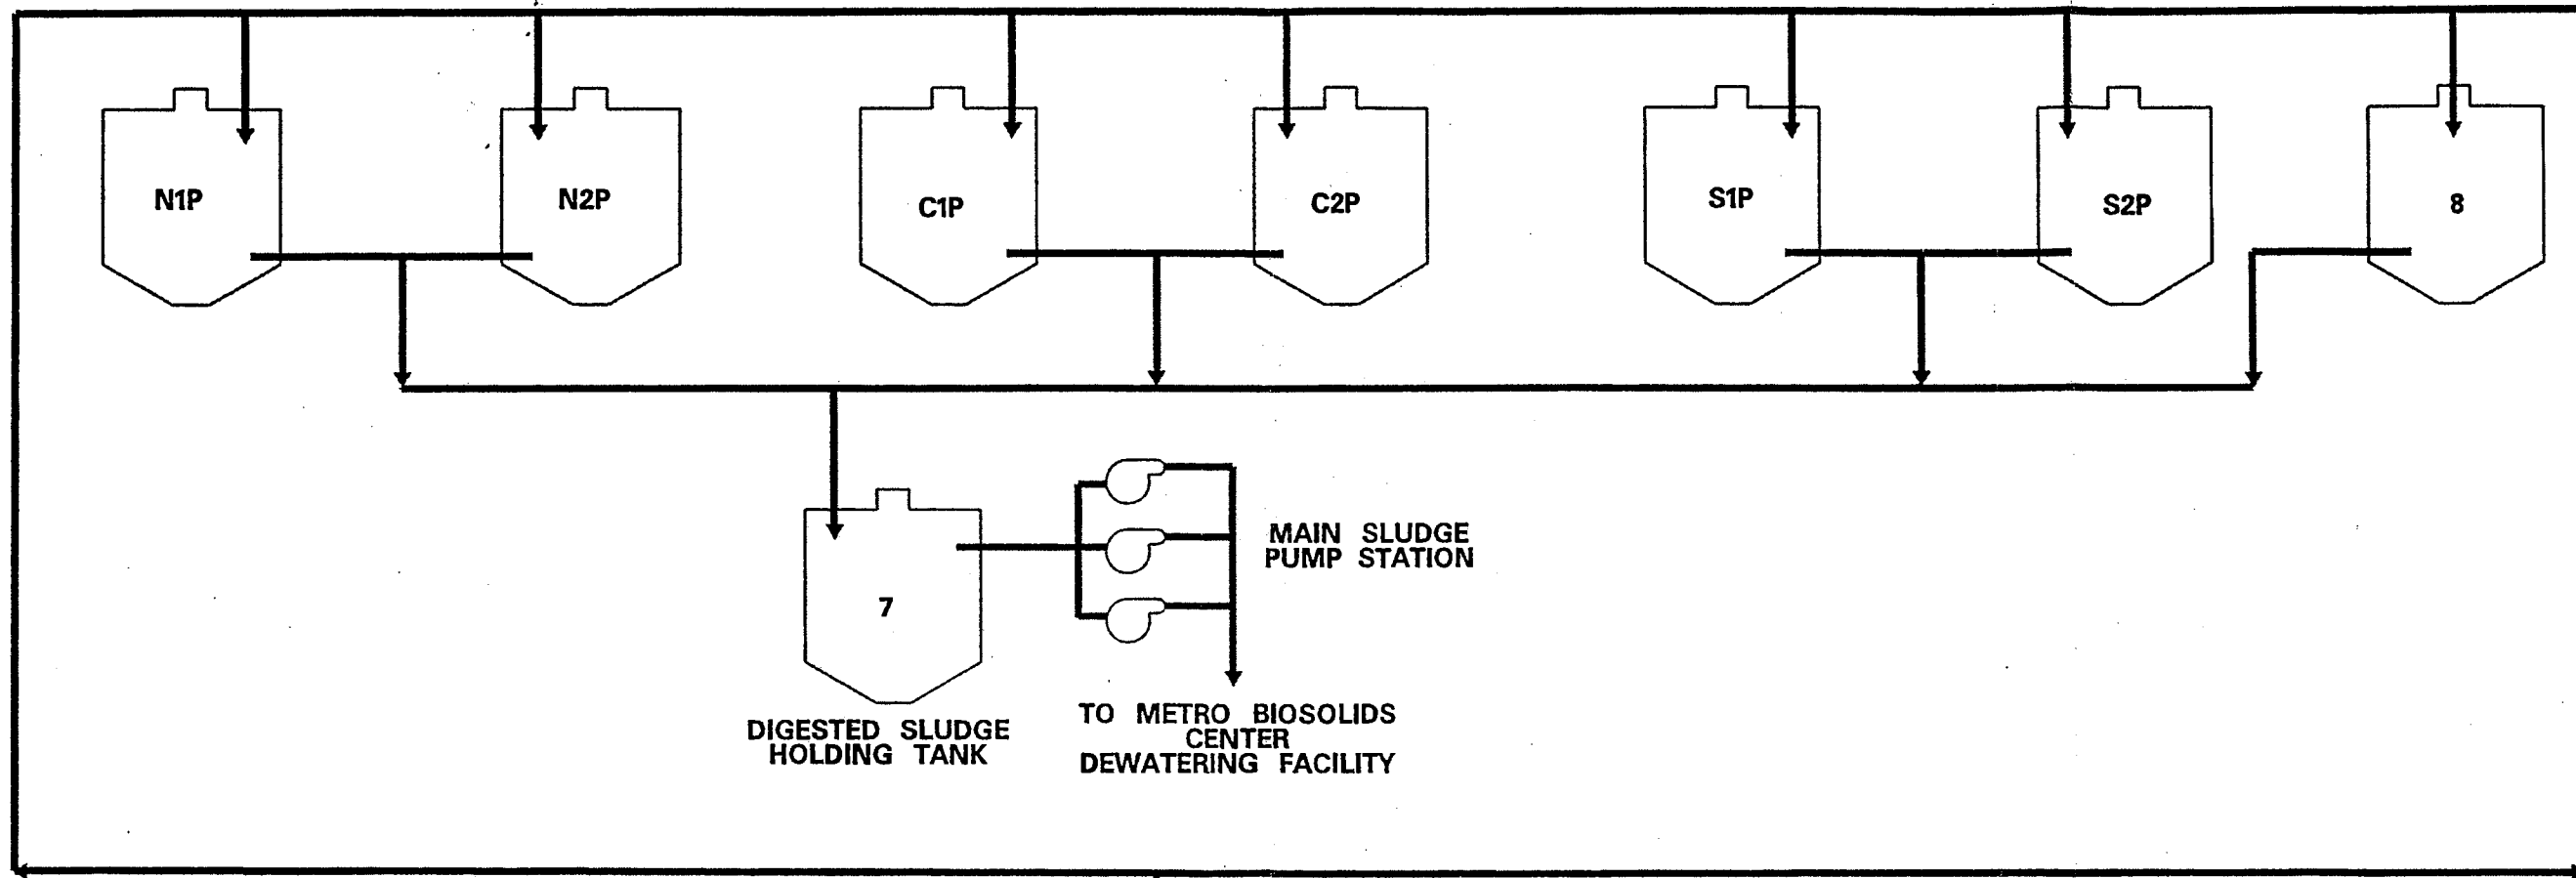 N1P
N2P
C1P
C2P
S1P
S2P
8
7
MAIN SLUDGE
PUMP STATION
DIGESTED SLUDGE
HOLDING TANK
TO METRO BIOSOLIDS
CENTER
DEWATERING FACILITY